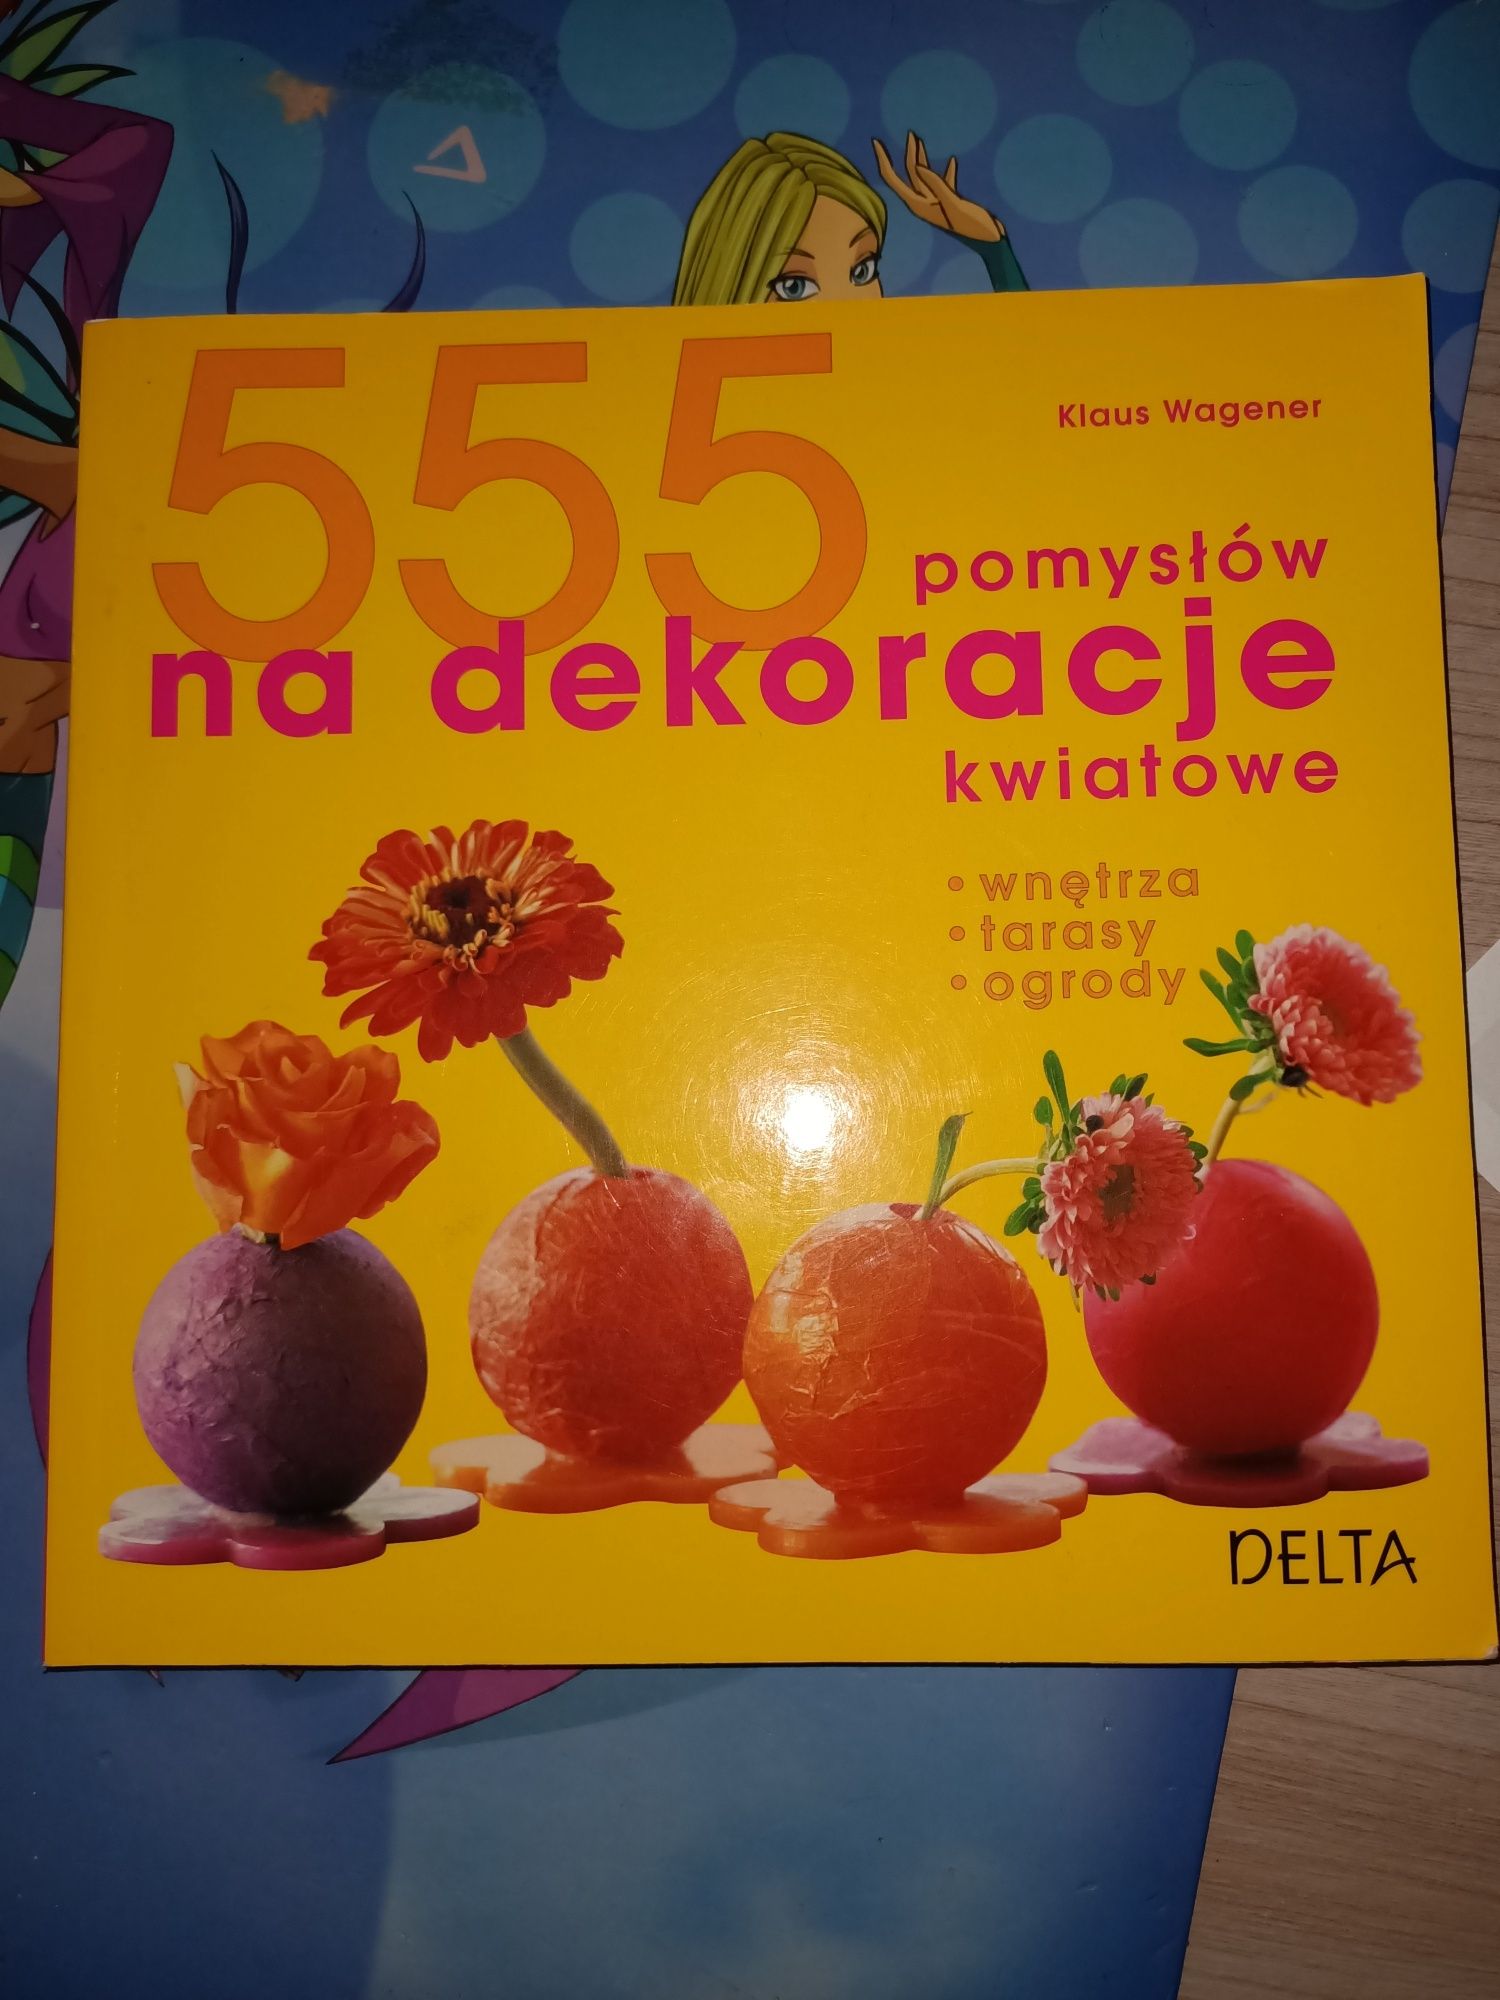 Klaus Wagener
555
pomysłów
na dekoracje
kwiatowe
• wnętrza
• tarasy
• ogrody
DELTA